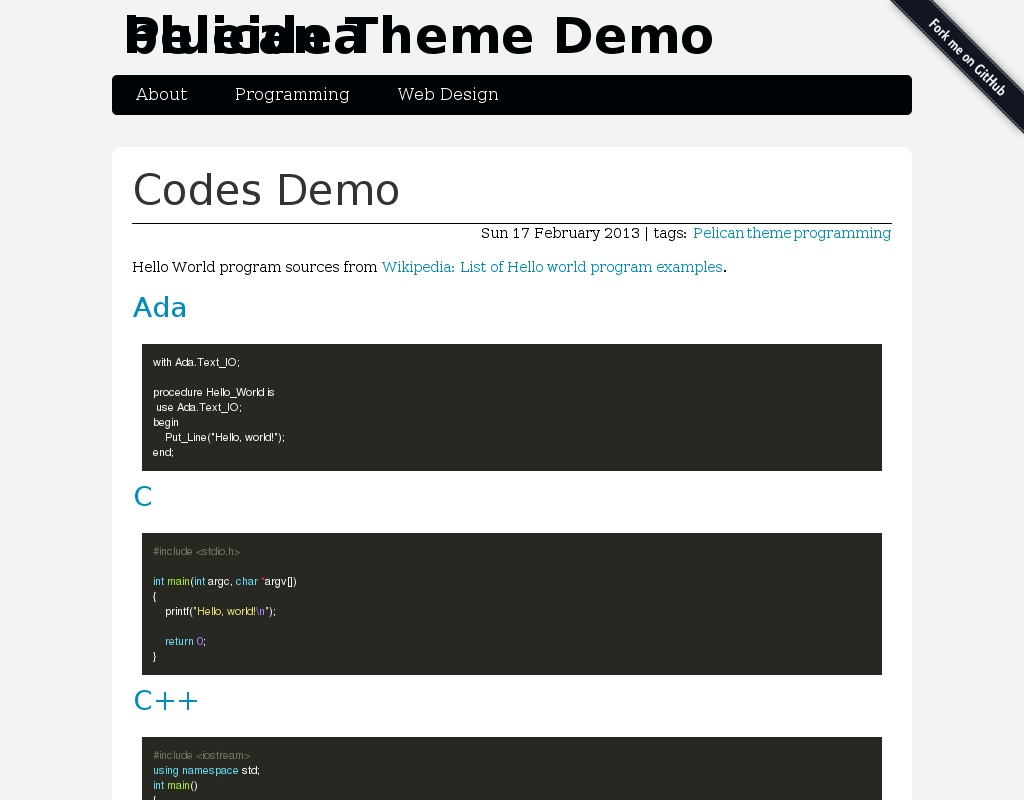 Theme Demo
Fork me on GitHub
About Programming Web Design
Codes Demo
Sun 17 February 2013 | tags: Pelican theme programming
Hello World program sources from Wikipedia: List of Hello world program examples.
Ada
with Ada.Text_IO;
procedure Hello_World is
use Ada.Text_IO;
begin
Put_Line("Hello, world!");
end;
C
#include <stdio.h>
int main(int argc, char *argv[])
{
printf("Hello, world!\n");
return 0;
}
C++
#include <iostream>
using namespace std;
int main()